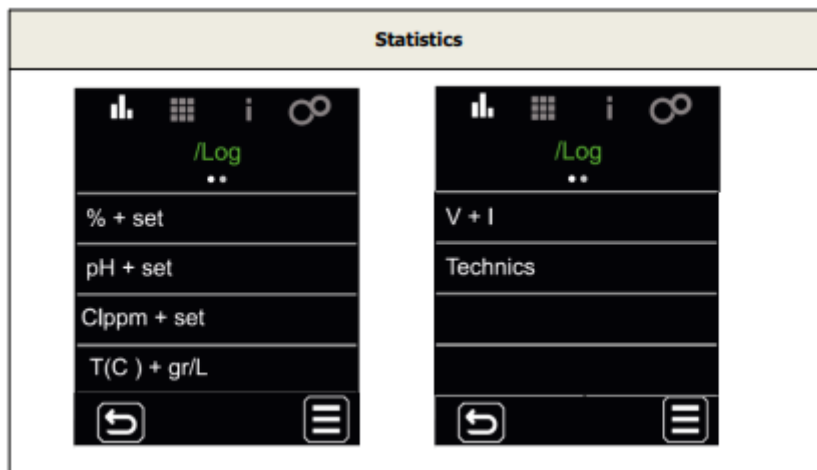 Statistics
/Log
% + set
pH + set
Clppm + set
T(C ) + gr/L
/Log
V + I
Technics